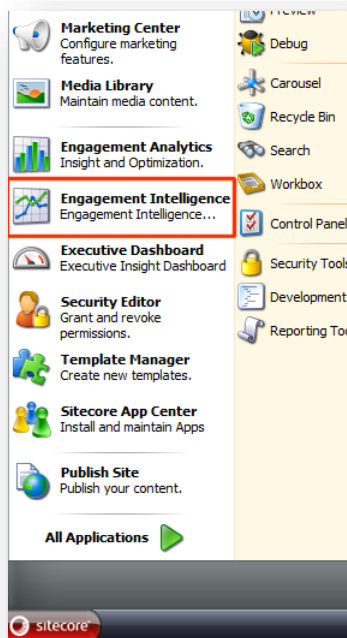 Marketing Center
Configure marketing
features.
Media Library
Maintain media content.
Engagement Analytics
Insight and Optimization.
Engagement Intelligence
Engagement Intelligence...
Executive Dashboard
Executive Insight Dashboard
Security Editor
Grant and revoke
permissions.
Template Manager
Create new templates.
Sitecore App Center
Install and maintain Apps
Publish Site
Publish your content.
All Applications
Debug
Carousel
Recycle Bin
Search
Workbox
Control Panel
Security Tools
Development
Reporting Too
sitecore